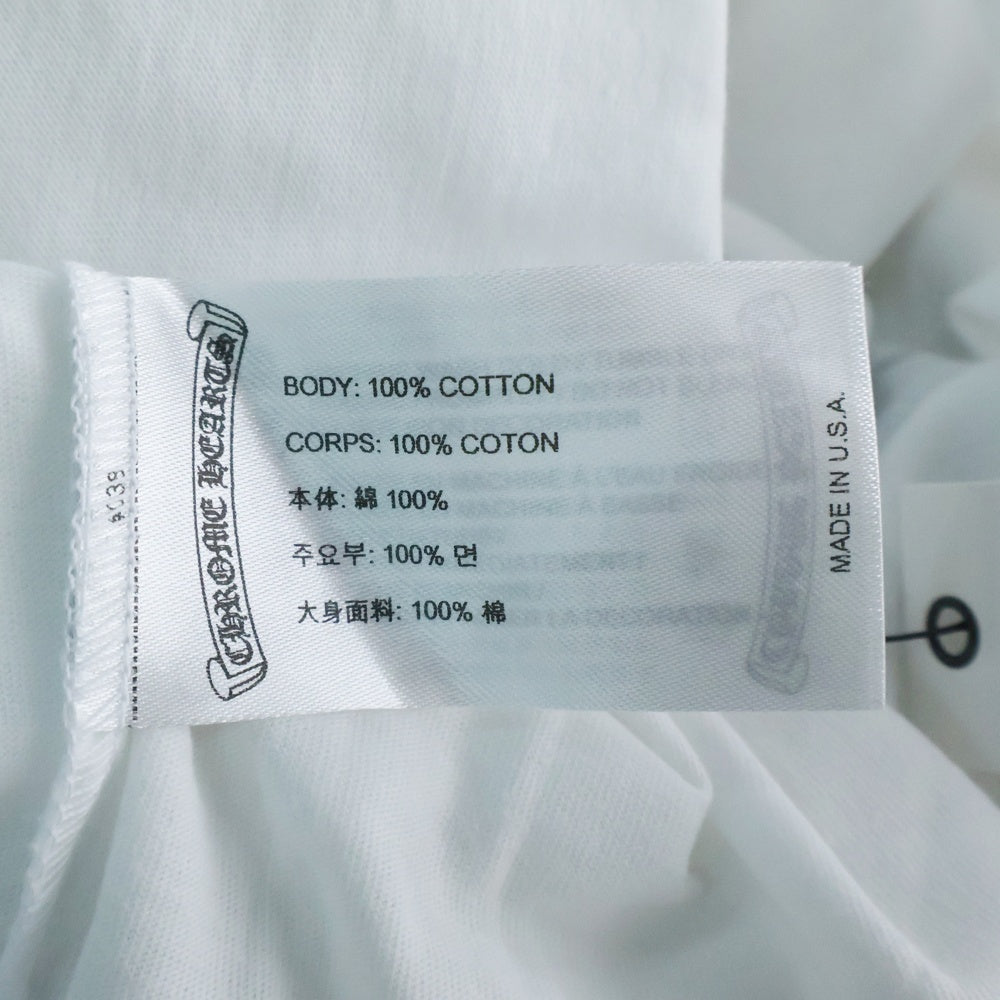 CHROME HEARTS
BODY: 100% COTTON
CORPS: 100% COTON
本体: 綿 100%
주요부: 100% 면
大身面料: 100% 棉
MADE IN U.S.A.